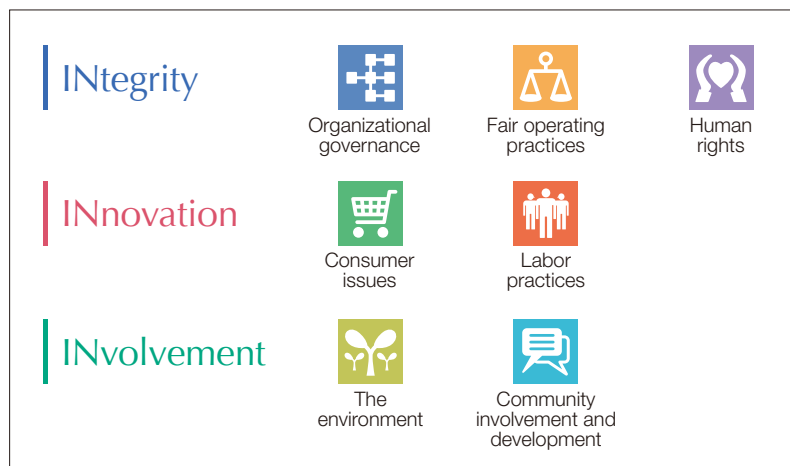 INtegrity
Organizational
governance
Fair operating
practices
Human
rights
INnovation
Consumer
issues
Labor
practices
INvolvement
The
environment
Community
involvement and
development